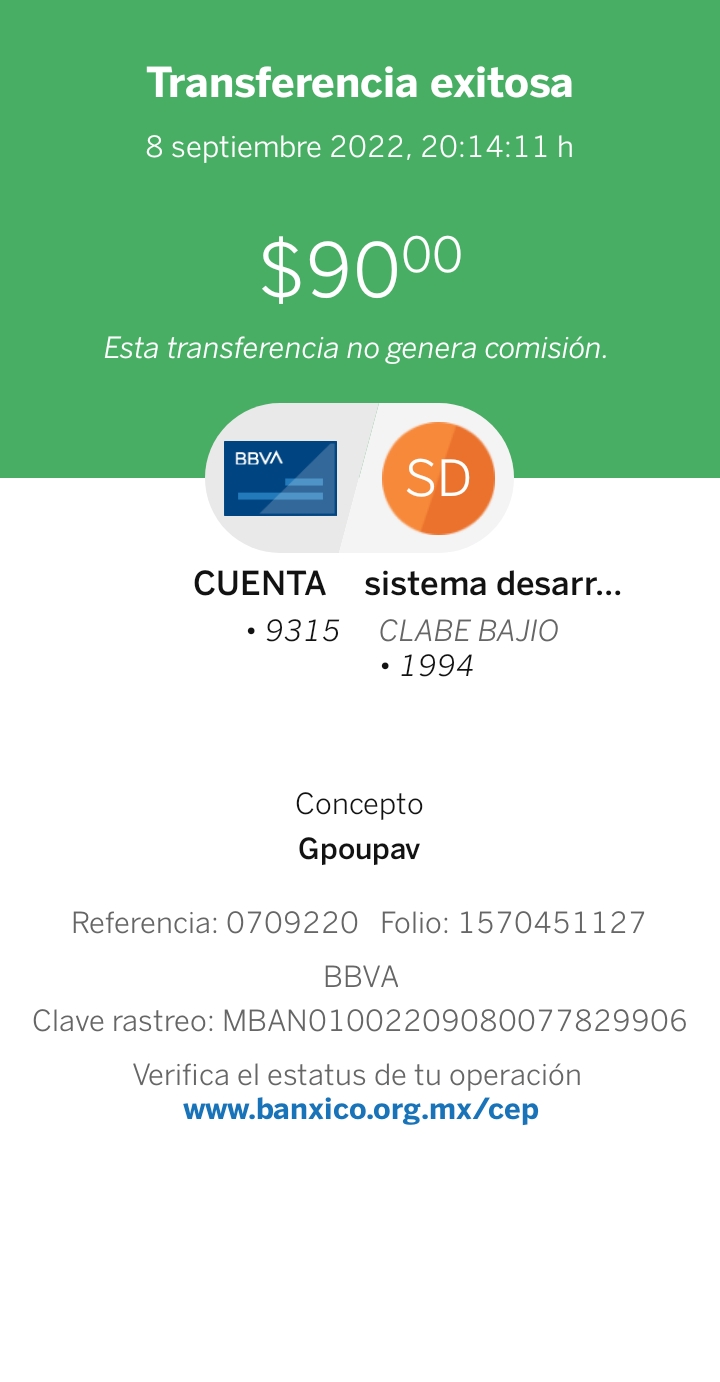 Transferencia exitosa
8 septiembre 2022, 20:14:11 h
$90⁰⁰
Esta transferencia no genera comisión.
BBVA
SD
CUENTA
• 9315
sistema desarr...
CLABE BAJIO
• 1994
Concepto
Gpoupav
Referencia: 0709220 Folio: 1570451127
BBVA
Clave rastreo: MBAN01002209080077829906
Verifica el estatus de tu operación
www.banxico.org.mx/cep